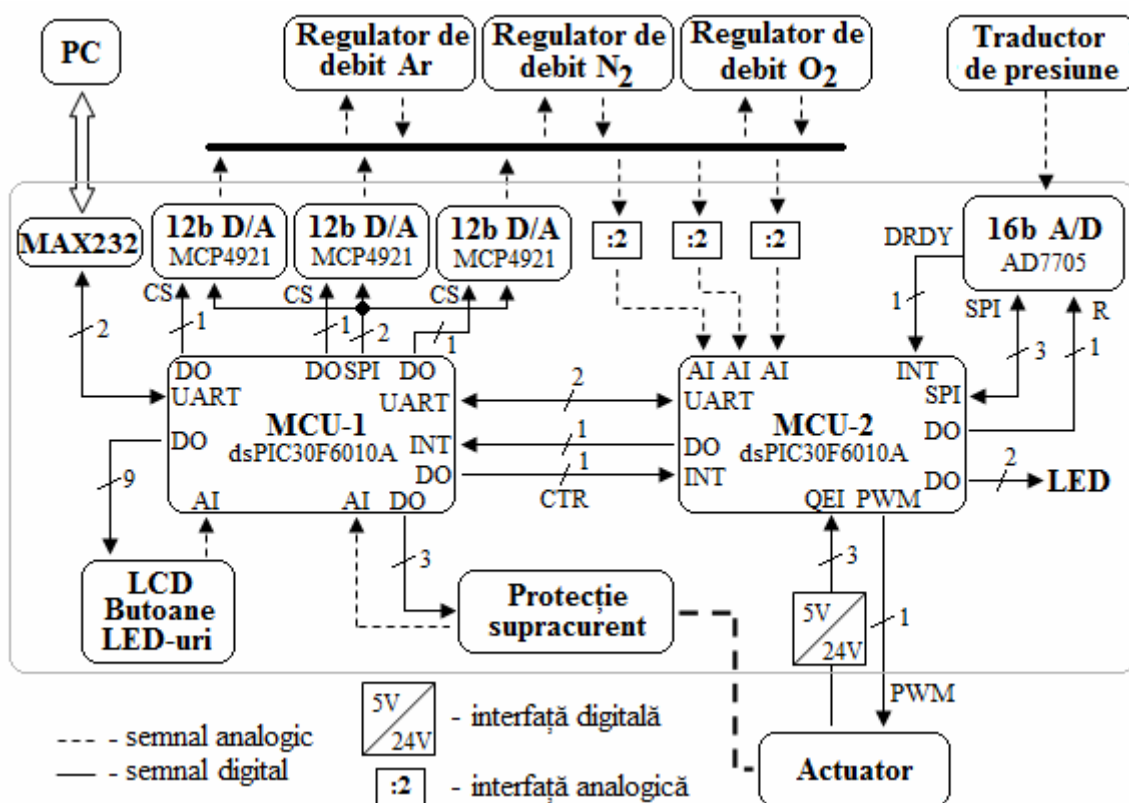 PC
Regulator de
debit Ar
Regulator de
debit N2
Regulator de
debit O2
Traductor
de presiune
MAX232
12b D/A
MCP4921
12b D/A
MCP4921
12b D/A
MCP4921
:2
:2
:2
DRDY
16b A/D
AD7705
CS
CS
CS
SPI
R
2
1
1
2
1
1
3
1
DO
DO
SPI
DO
UART
UART
MCU-1
dsPIC30F6010A
DO
INT
DO
AI
AI
DO
2
1
1
CTR
AI
AI
AI
INT
UART
SPI
MCU-2
dsPIC30F6010A
DO
DO
INT
DO
QEI
PWM
2
LED
9
3
3
1
LCD
Butoane
LED-uri
Protecție
supracurent
5V
24V
PWM
Actuator
---- - semnal analogic
— - semnal digital
5V
24V
- interfață digitală
:2
- interfață analogică